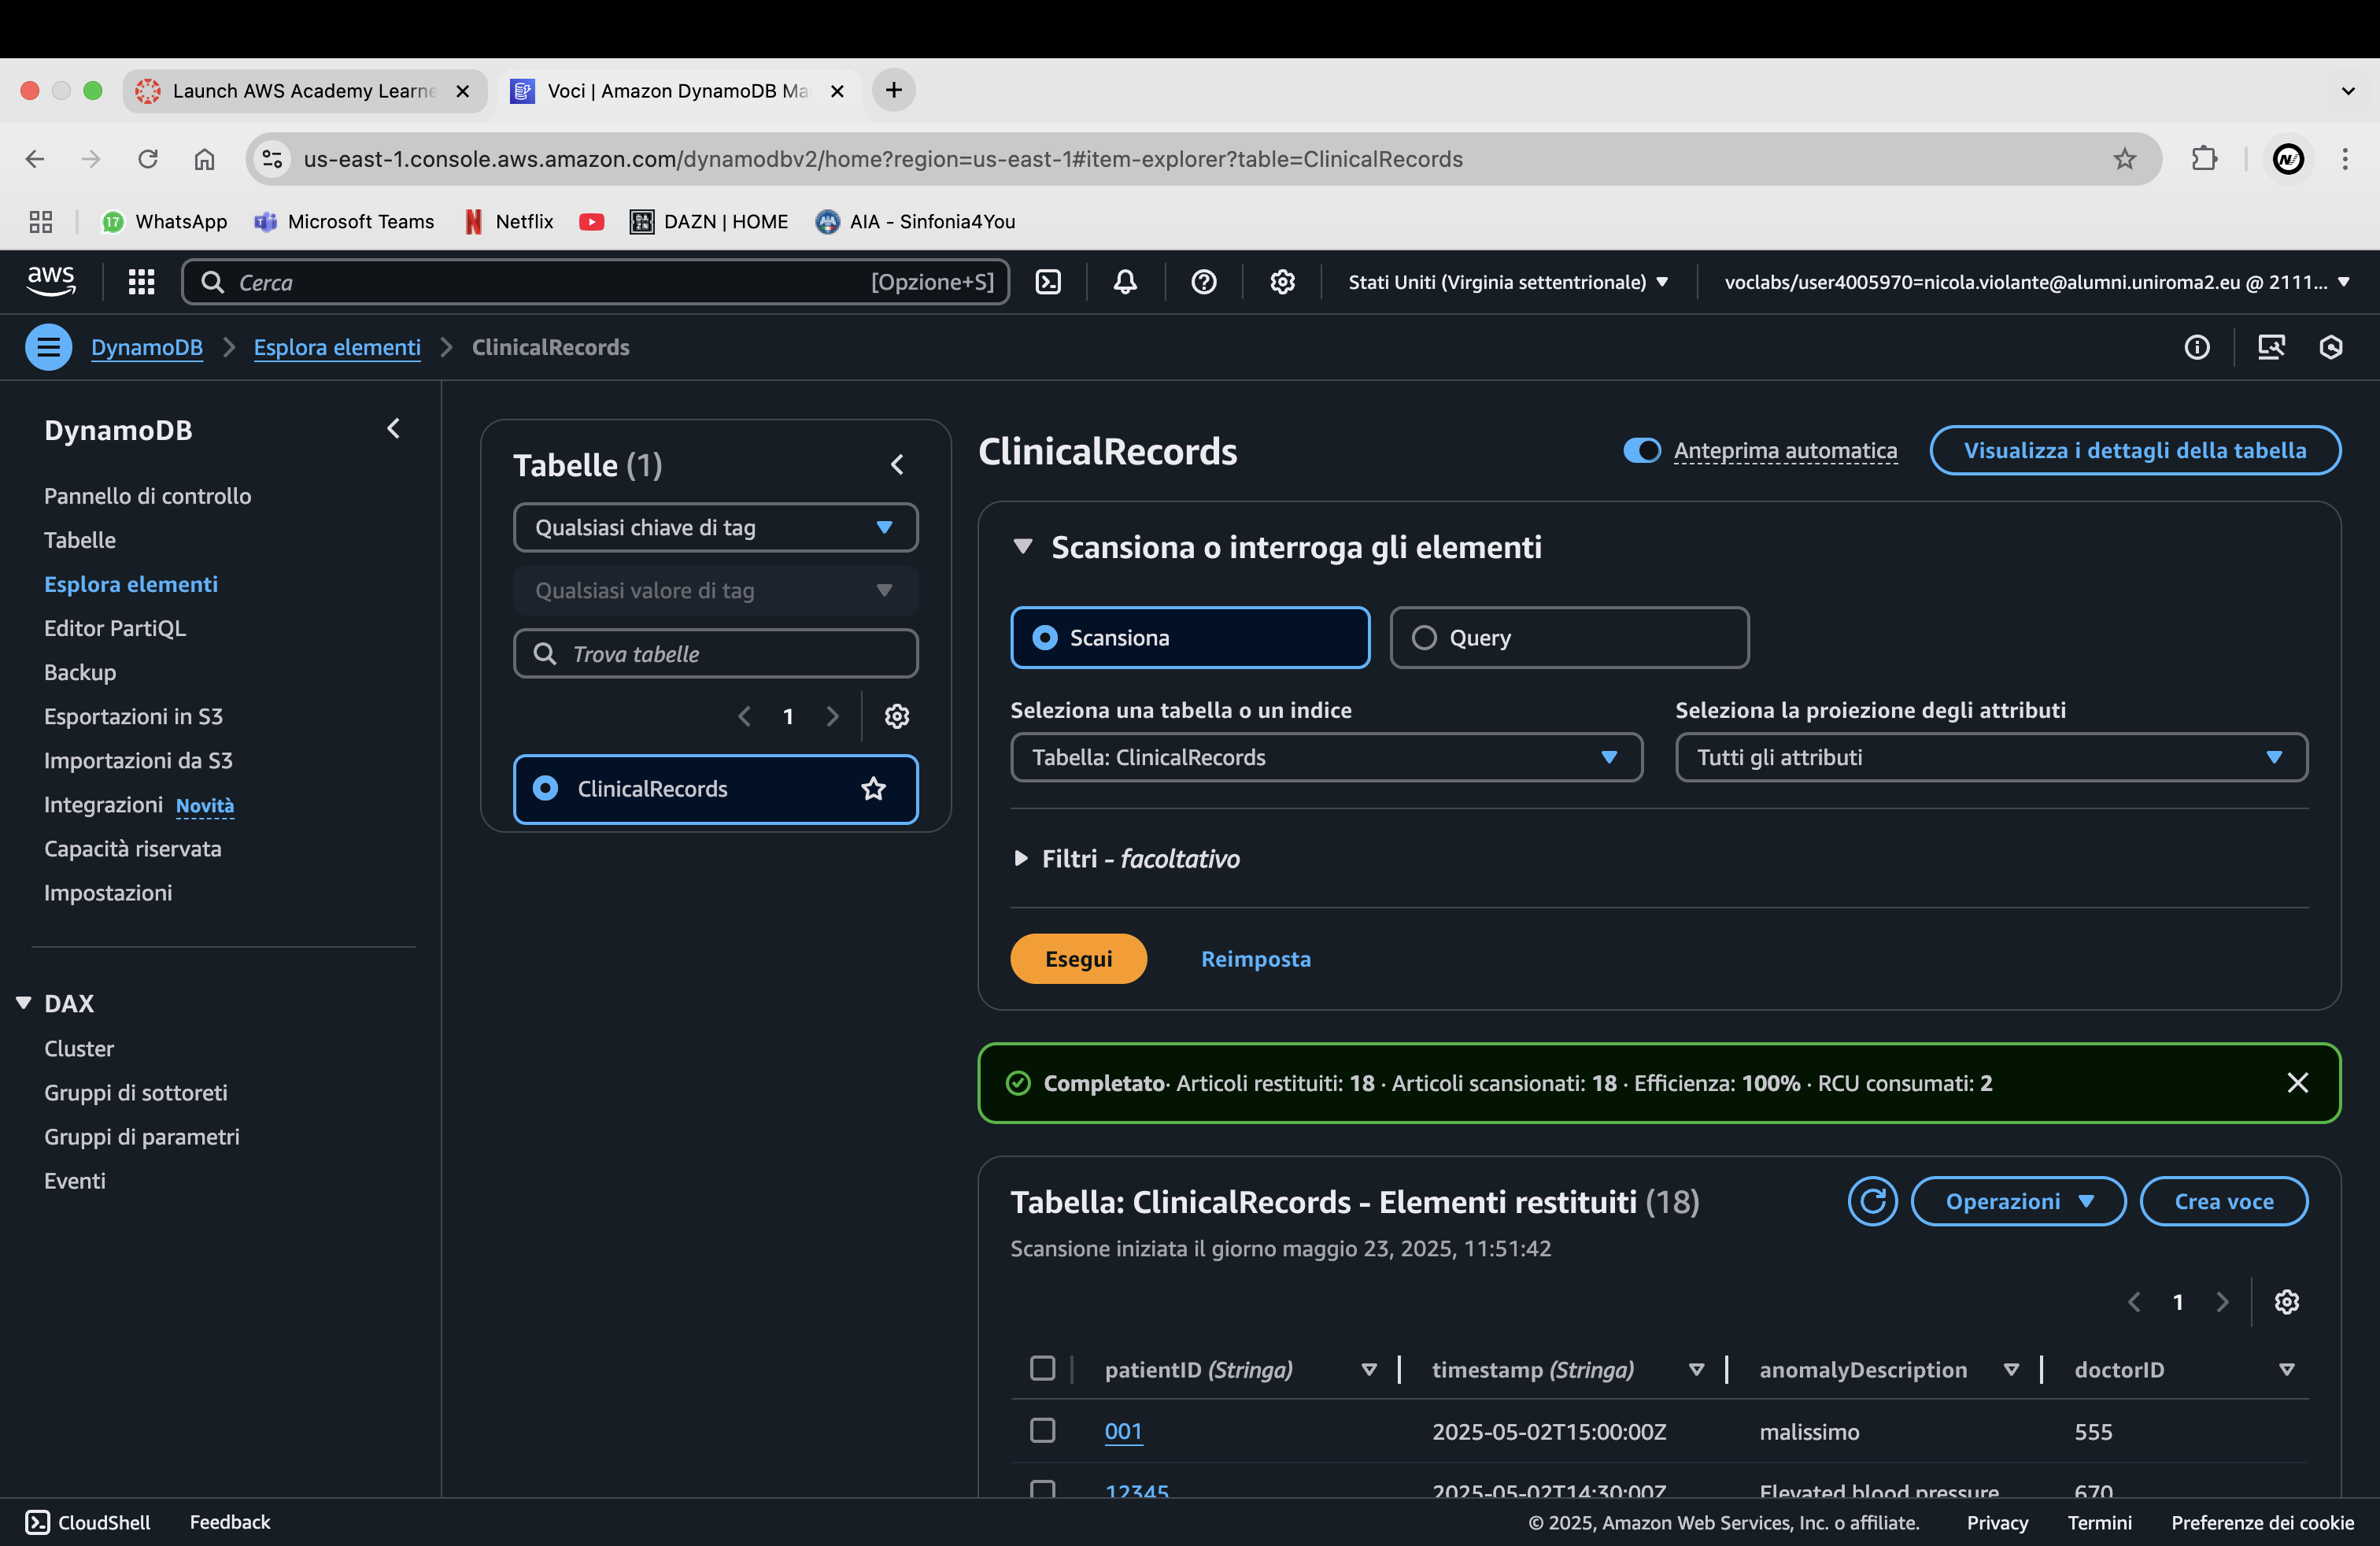 Launch AWS Academy Learne
Voci | Amazon DynamoDB Ma
us-east-1.console.aws.amazon.com/dynamodbv2/home?region=us-east-1#item-explorer?table=ClinicalRecords
17 WhatsApp Microsoft Teams Netflix DAZN | HOME AIA - Sinfonia4You
aws Cerca [Opzione+S] Stati Uniti (Virginia settentrionale) voclabs/user4005970=nicola.violante@alumni.uniroma2.eu @ 2111...
DynamoDB Esplora elementi ClinicalRecords
DynamoDB
Pannello di controllo
Tabelle
Esplora elementi
Editor PartiQL
Backup
Esportazioni in S3
Importazioni da S3
Integrazioni Novità
Capacità riservata
Impostazioni
DAX
Cluster
Gruppi di sottoreti
Gruppi di parametri
Eventi
Tabelle (1)
Qualsiasi chiave di tag
Qualsiasi valore di tag
Trova tabelle
1
ClinicalRecords
ClinicalRecords
Anteprima automatica
Visualizza i dettagli della tabella
Scansiona o interroga gli elementi
Scansiona
Query
Seleziona una tabella o un indice
Tabella: ClinicalRecords
Seleziona la proiezione degli attributi
Tutti gli attributi
Filtri - facoltativo
Esegui
Reimposta
Completato· Articoli restituiti: 18 · Articoli scansionati: 18 · Efficienza: 100% · RCU consumati: 2
Tabella: ClinicalRecords - Elementi restituiti (18)
Operazioni
Crea voce
Scansione iniziata il giorno maggio 23, 2025, 11:51:42
1
patientID (Stringa) timestamp (Stringa) anomalyDescription doctorID
001 2025-05-02T15:00:00Z malissimo 555
12345 2025-05-02T14:30:00Z Elevated blood pressure 670
CloudShell Feedback © 2025, Amazon Web Services, Inc. o affiliate. Privacy Termini Preferenze dei cookie